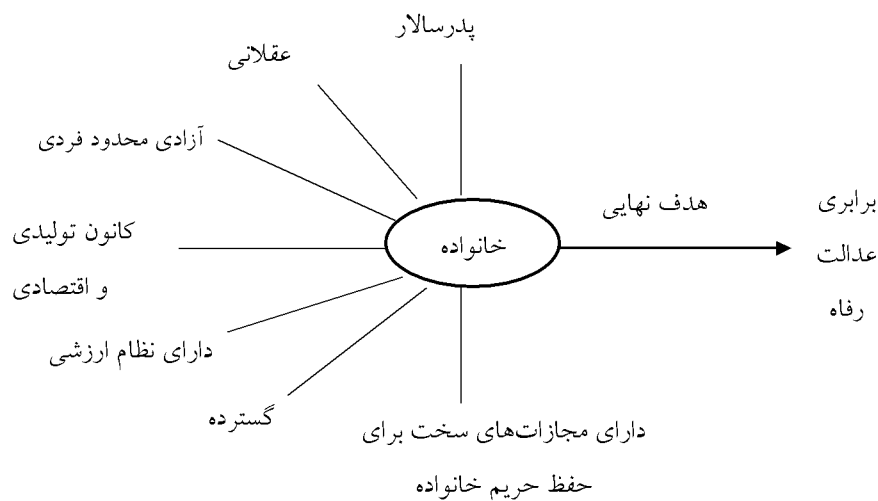 پدرسالار
عقلانی
آزادی محدود فردی
کانون تولیدی
و اقتصادی
دارای نظام ارزشی
گسترده
دارای مجازات‌های سخت برای
حفظ حریم خانواده
خانواده
هدف نهایی
برابری
عدالت
رفاه